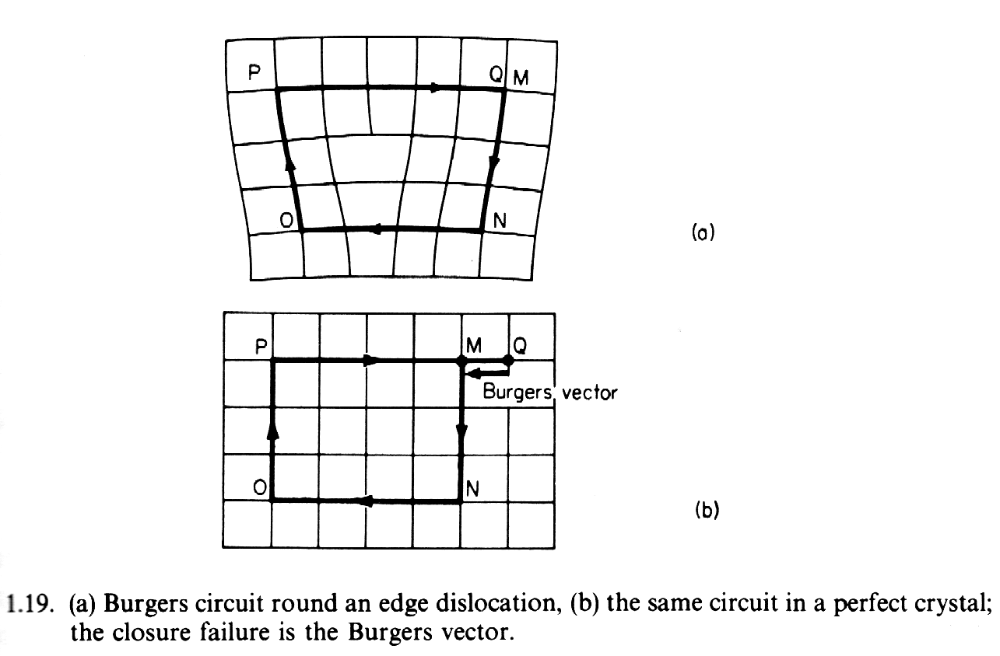 P
Q M
O
N
(a)
P
M Q
Burgers vector
O
N
(b)
1.19. (a) Burgers circuit round an edge dislocation, (b) the same circuit in a perfect crystal;
the closure failure is the Burgers vector.